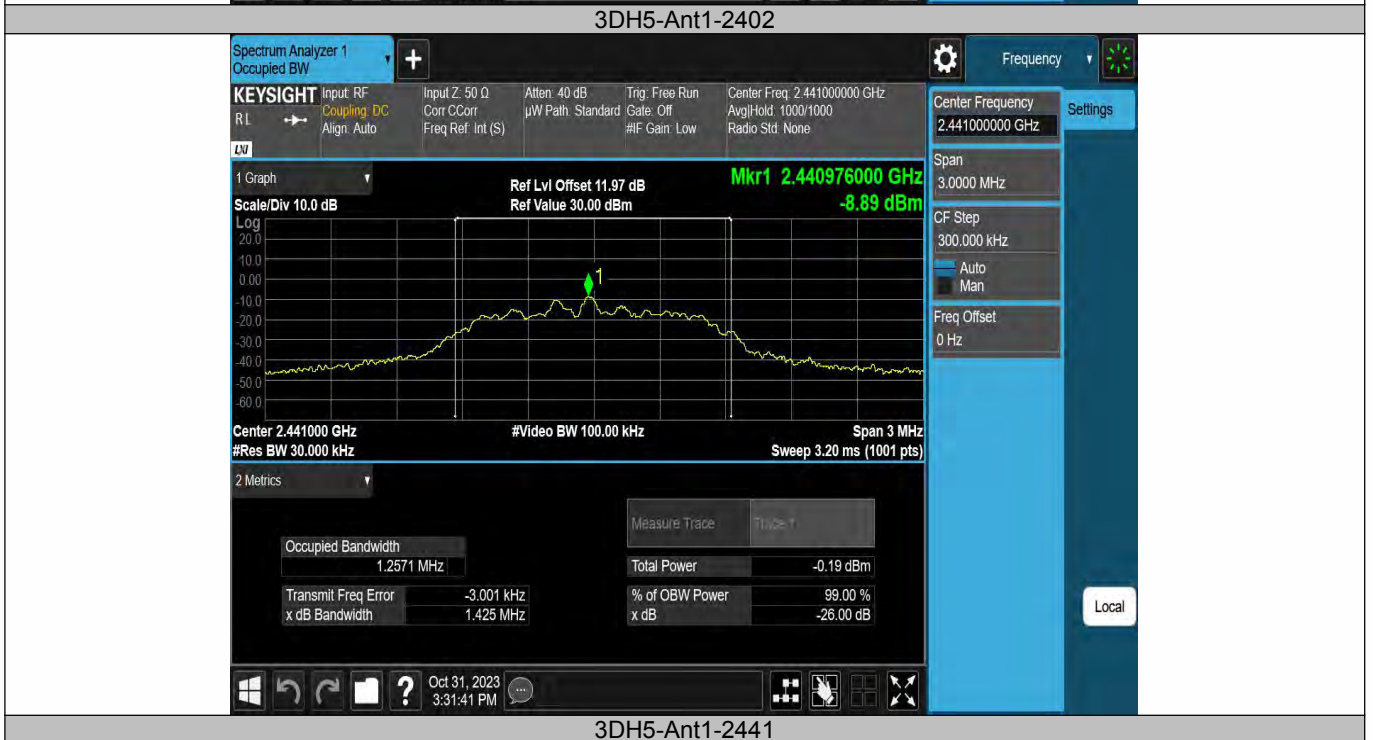 3DH5-Ant1-2402
Spectrum Analyzer 1
Occupied BW
+
Frequency
KEYSIGHT
R L
LXI
Input: RF
Coupling: DC
Align: Auto
Input Z: 50 Ω
Corr CCorr
Freq Ref: Int (S)
Atten: 40 dB
µW Path: Standard
Trig: Free Run
Gate: Off
#IF Gain: Low
Center Freq: 2.441000000 GHz
Avg|Hold: 1000/1000
Radio Std: None
Center Frequency
2.441000000 GHz
Settings
Span
3.0000 MHz
CF Step
300.000 kHz
Auto
Man
Freq Offset
0 Hz
1 Graph
Scale/Div 10.0 dB
Ref Lvl Offset 11.97 dB
Ref Value 30.00 dBm
Mkr1 2.440976000 GHz
-8.89 dBm
Log
20.0
10.0
0.00
-10.0
-20.0
-30.0
-40.0
-50.0
-60.0
1
Center 2.441000 GHz
#Res BW 30.000 kHz
#Video BW 100.00 kHz
Span 3 MHz
Sweep 3.20 ms (1001 pts)
2 Metrics
Measure Trace
Trace 1
Occupied Bandwidth
1.2571 MHz
Total Power
-0.19 dBm
Transmit Freq Error
-3.001 kHz
% of OBW Power
99.00 %
x dB Bandwidth
1.425 MHz
x dB
-26.00 dB
Local
?
Oct 31, 2023
3:31:41 PM
3DH5-Ant1-2441